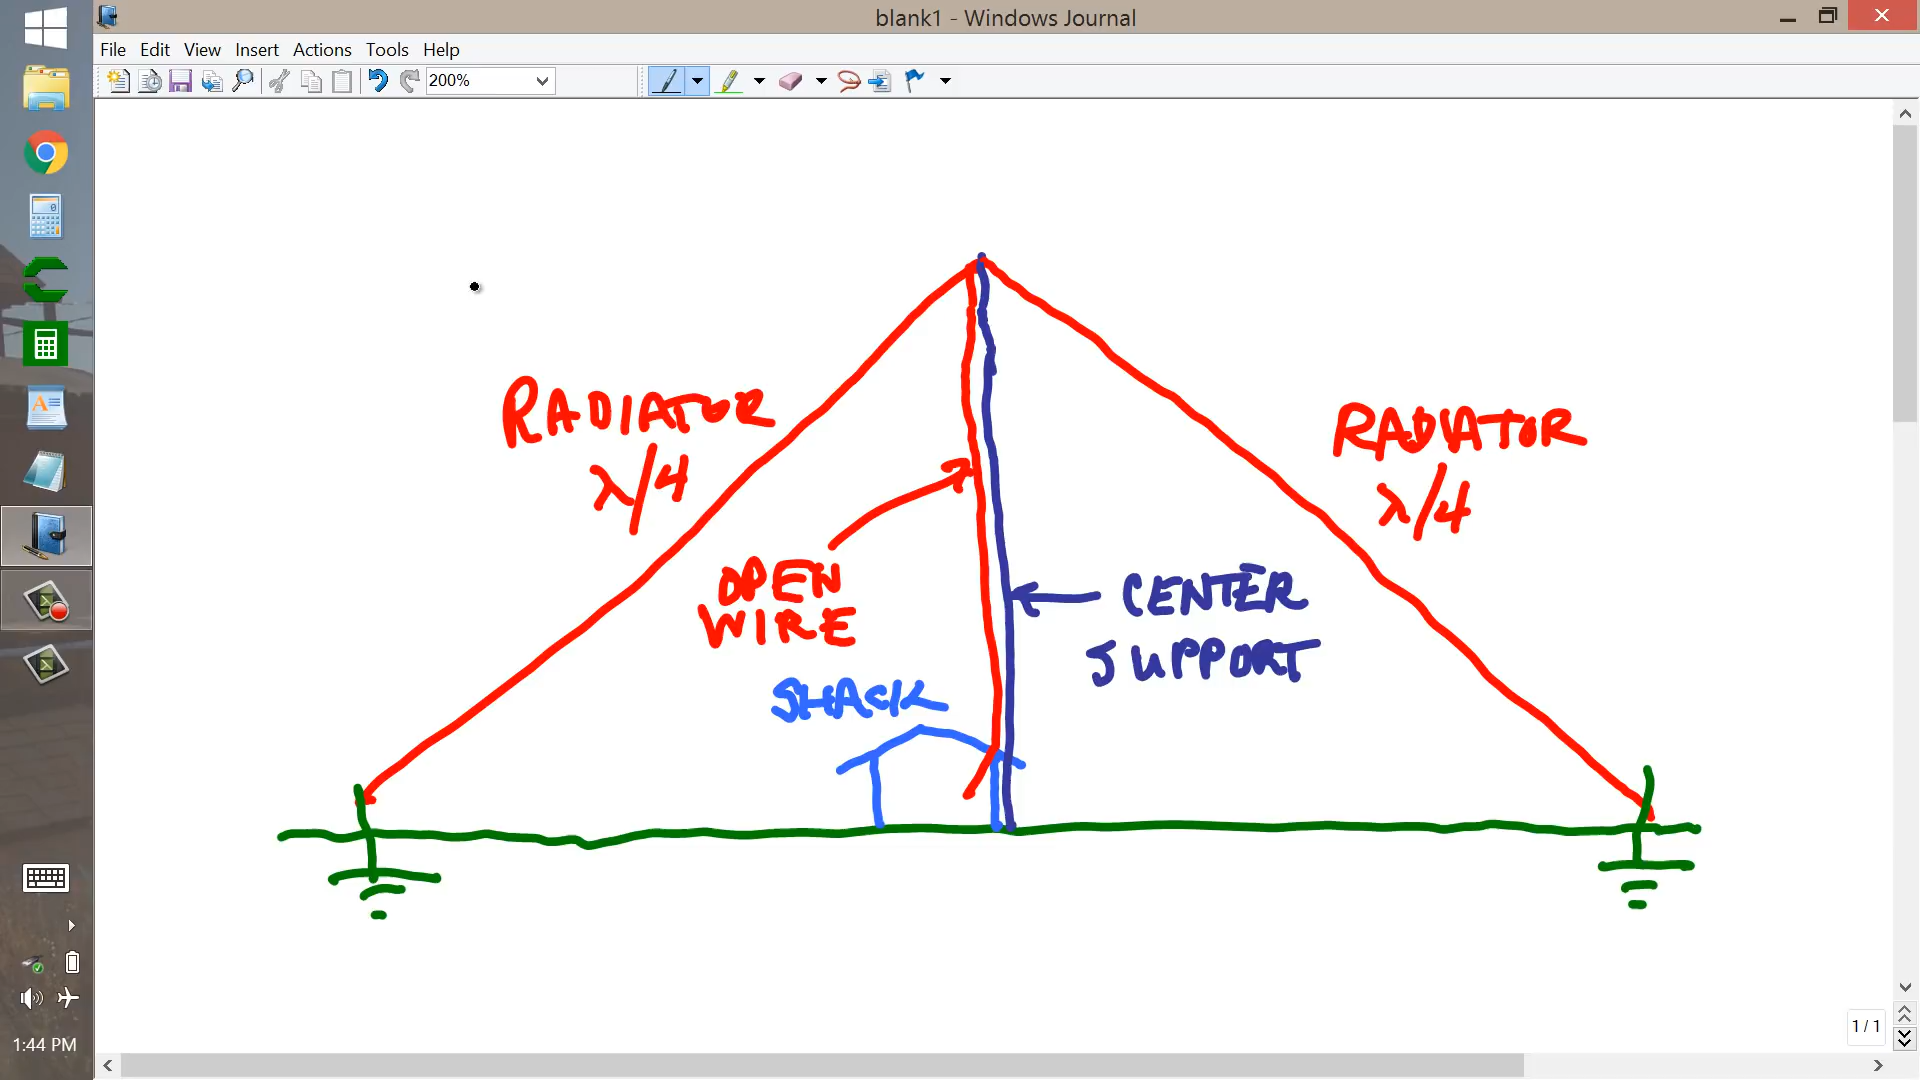 blank1 - Windows Journal
File Edit View Insert Actions Tools Help
200%
RADIATOR
λ/4
RADIATOR
λ/4
OPEN
WIRE
CENTER
SUPPORT
SHACK
1 / 1
1:44 PM